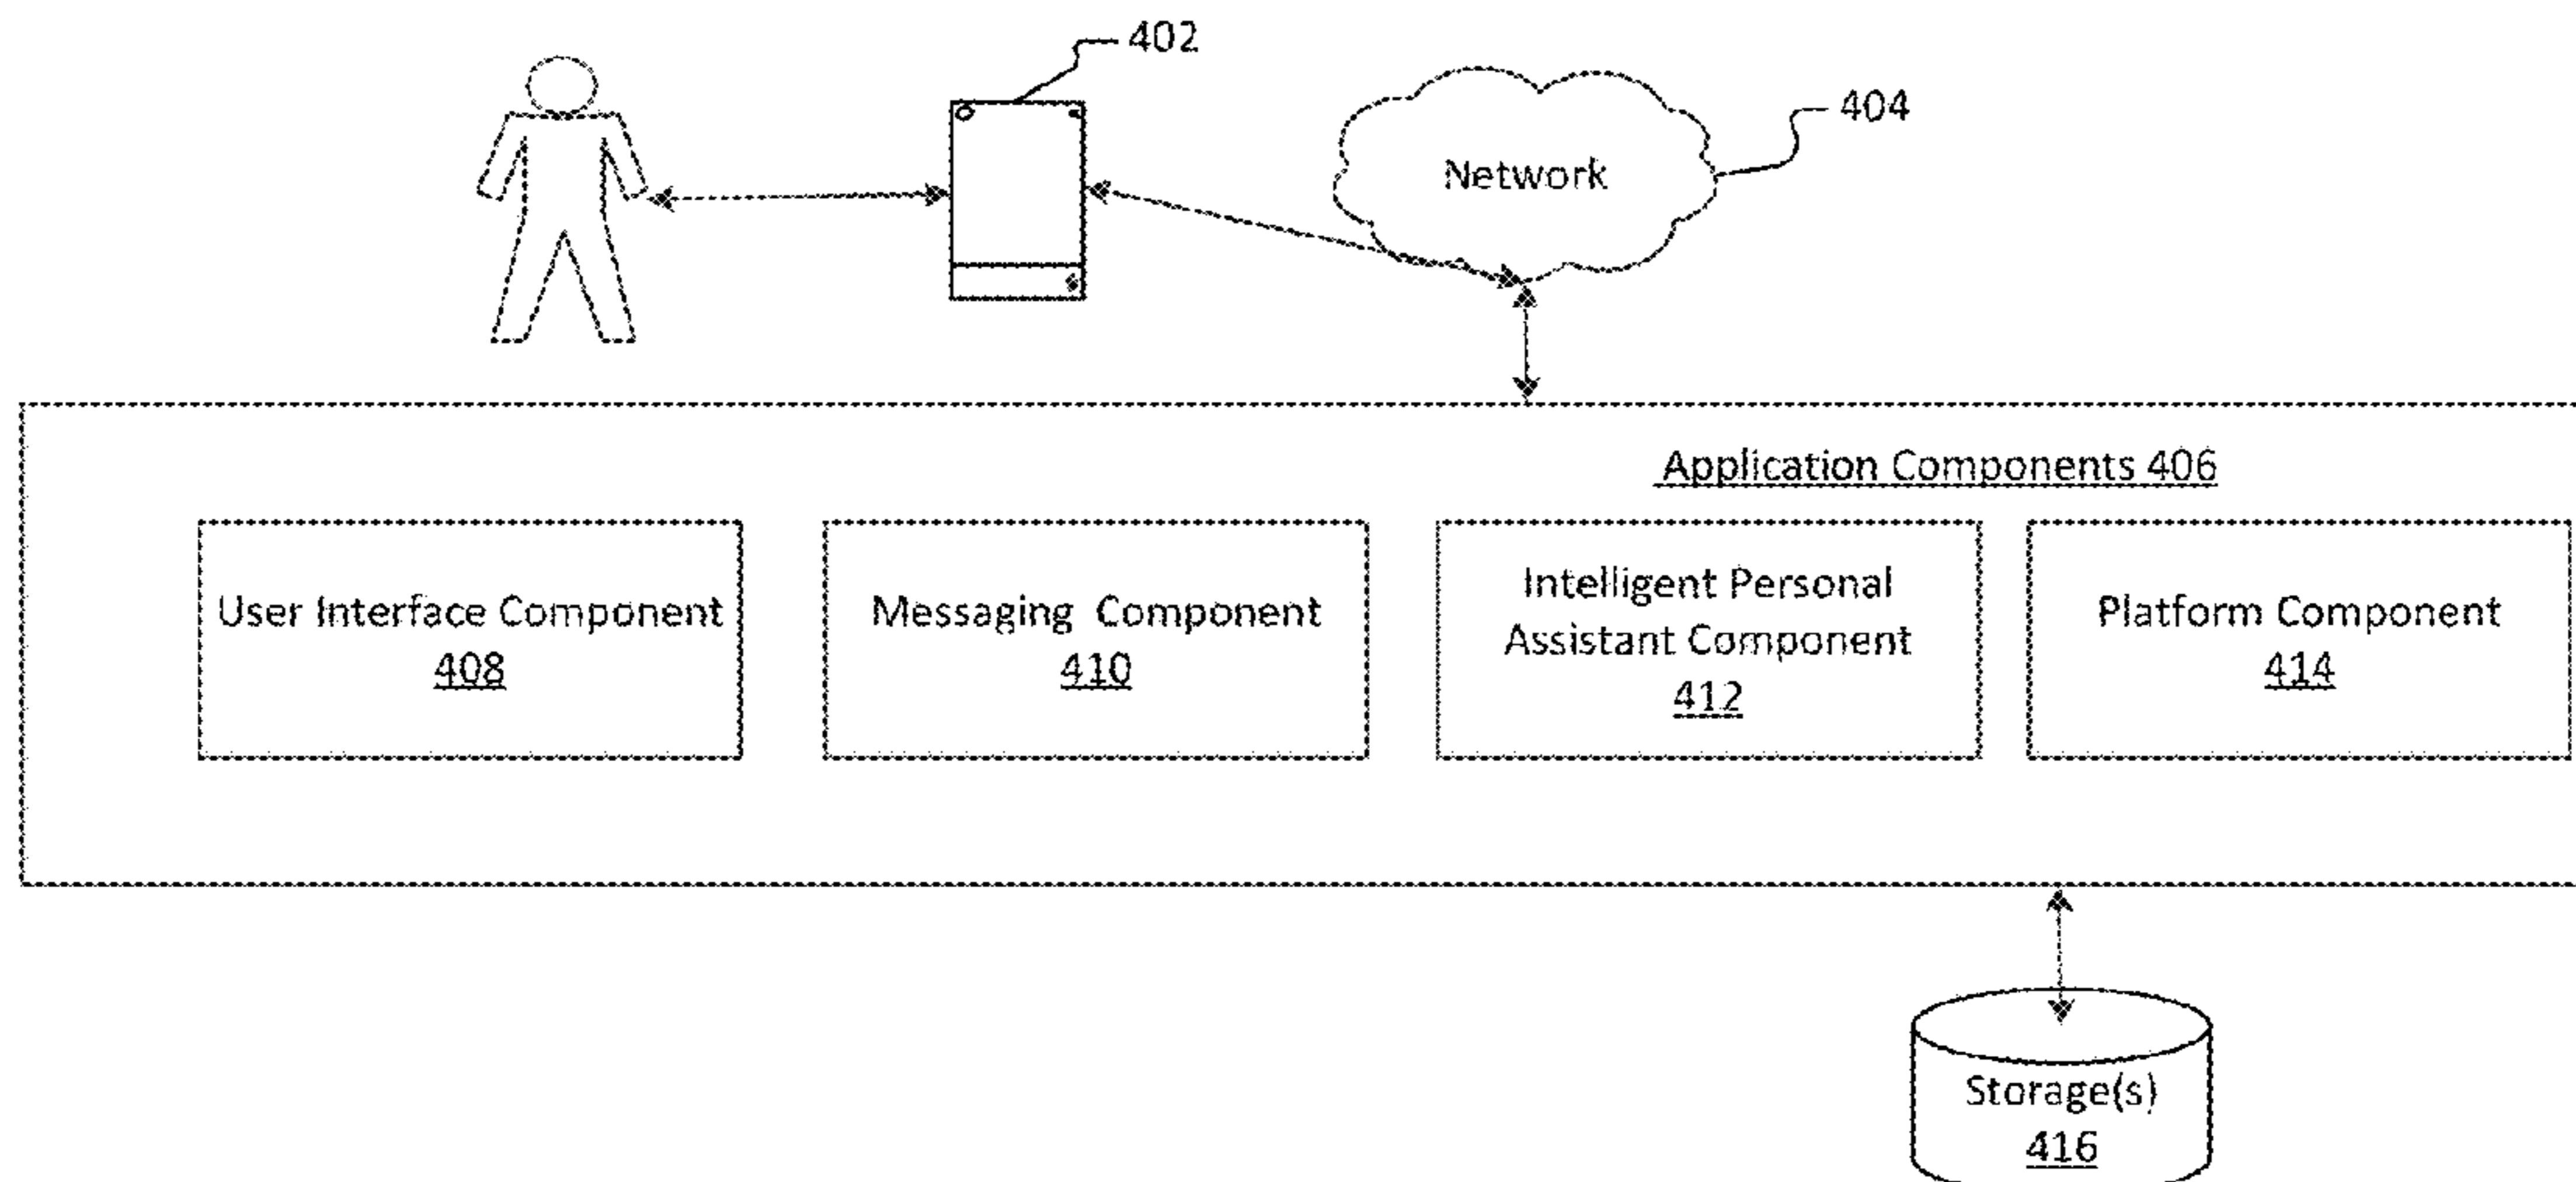 402
404
Network
Application Components 406
User Interface Component
408
Messaging Component
410
Intelligent Personal
Assistant Component
412
Platform Component
414
Storage(s)
416